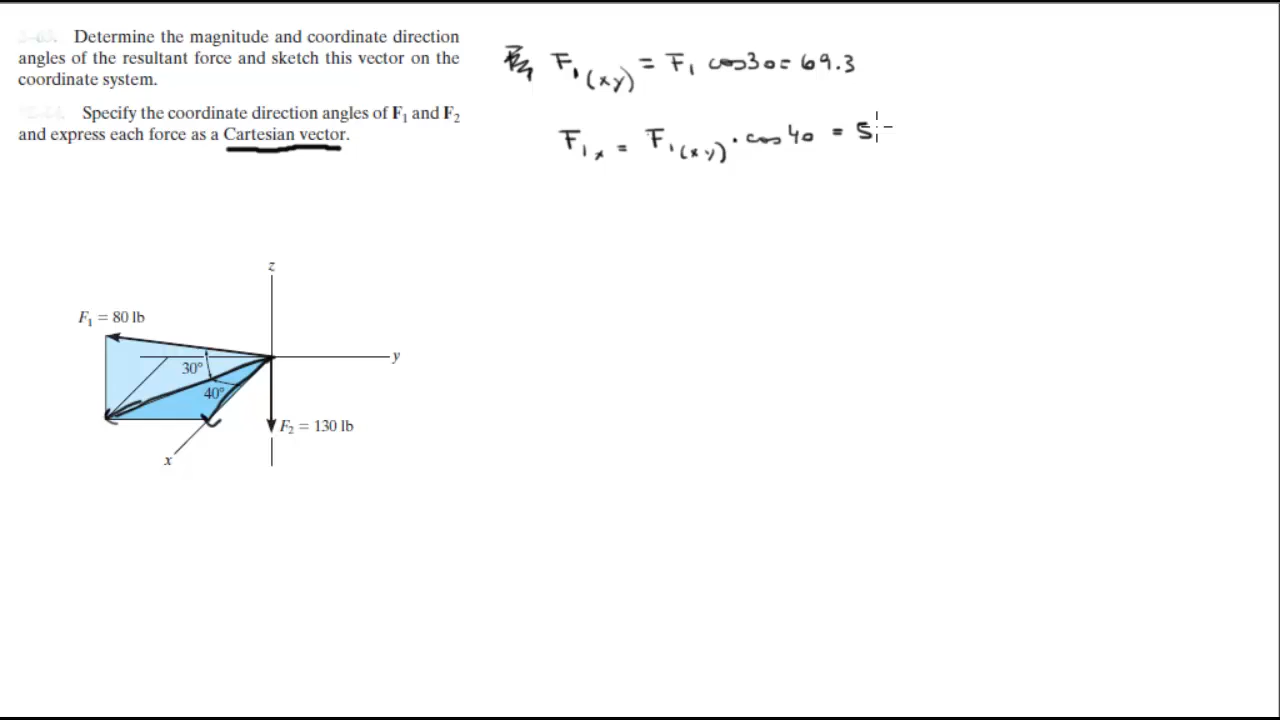 Determine the magnitude and coordinate direction
angles of the resultant force and sketch this vector on the
coordinate system.
Specify the coordinate direction angles of F₁ and F₂
and express each force as a Cartesian vector.
F₁(xy) = F₁ cos30 = 69.3
F₁ₓ = F₁(xy) · cos40 = 5
z
F₁ = 80 lb
y
30°
40°
F₂ = 130 lb
x